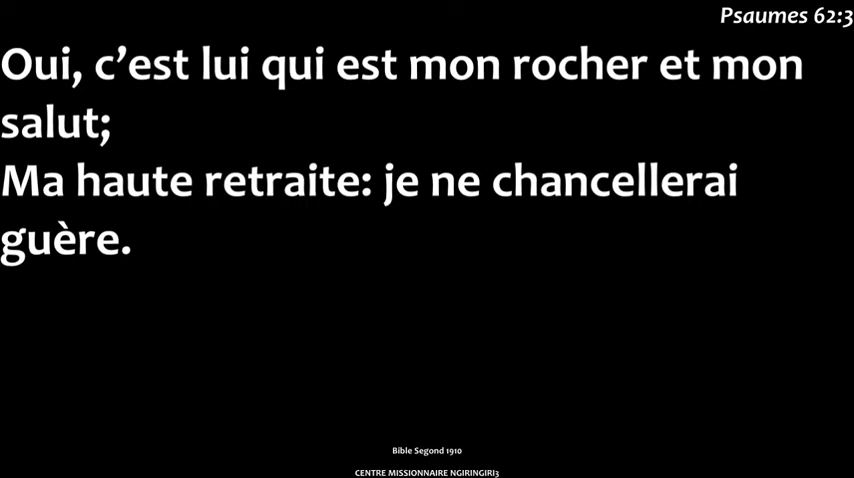 Psaumes 62:3
Oui, c’est lui qui est mon rocher et mon
salut;
Ma haute retraite: je ne chancellerai
guère.
Bible Segond 1910
CENTRE MISSIONNAIRE NGIRINGIRI3